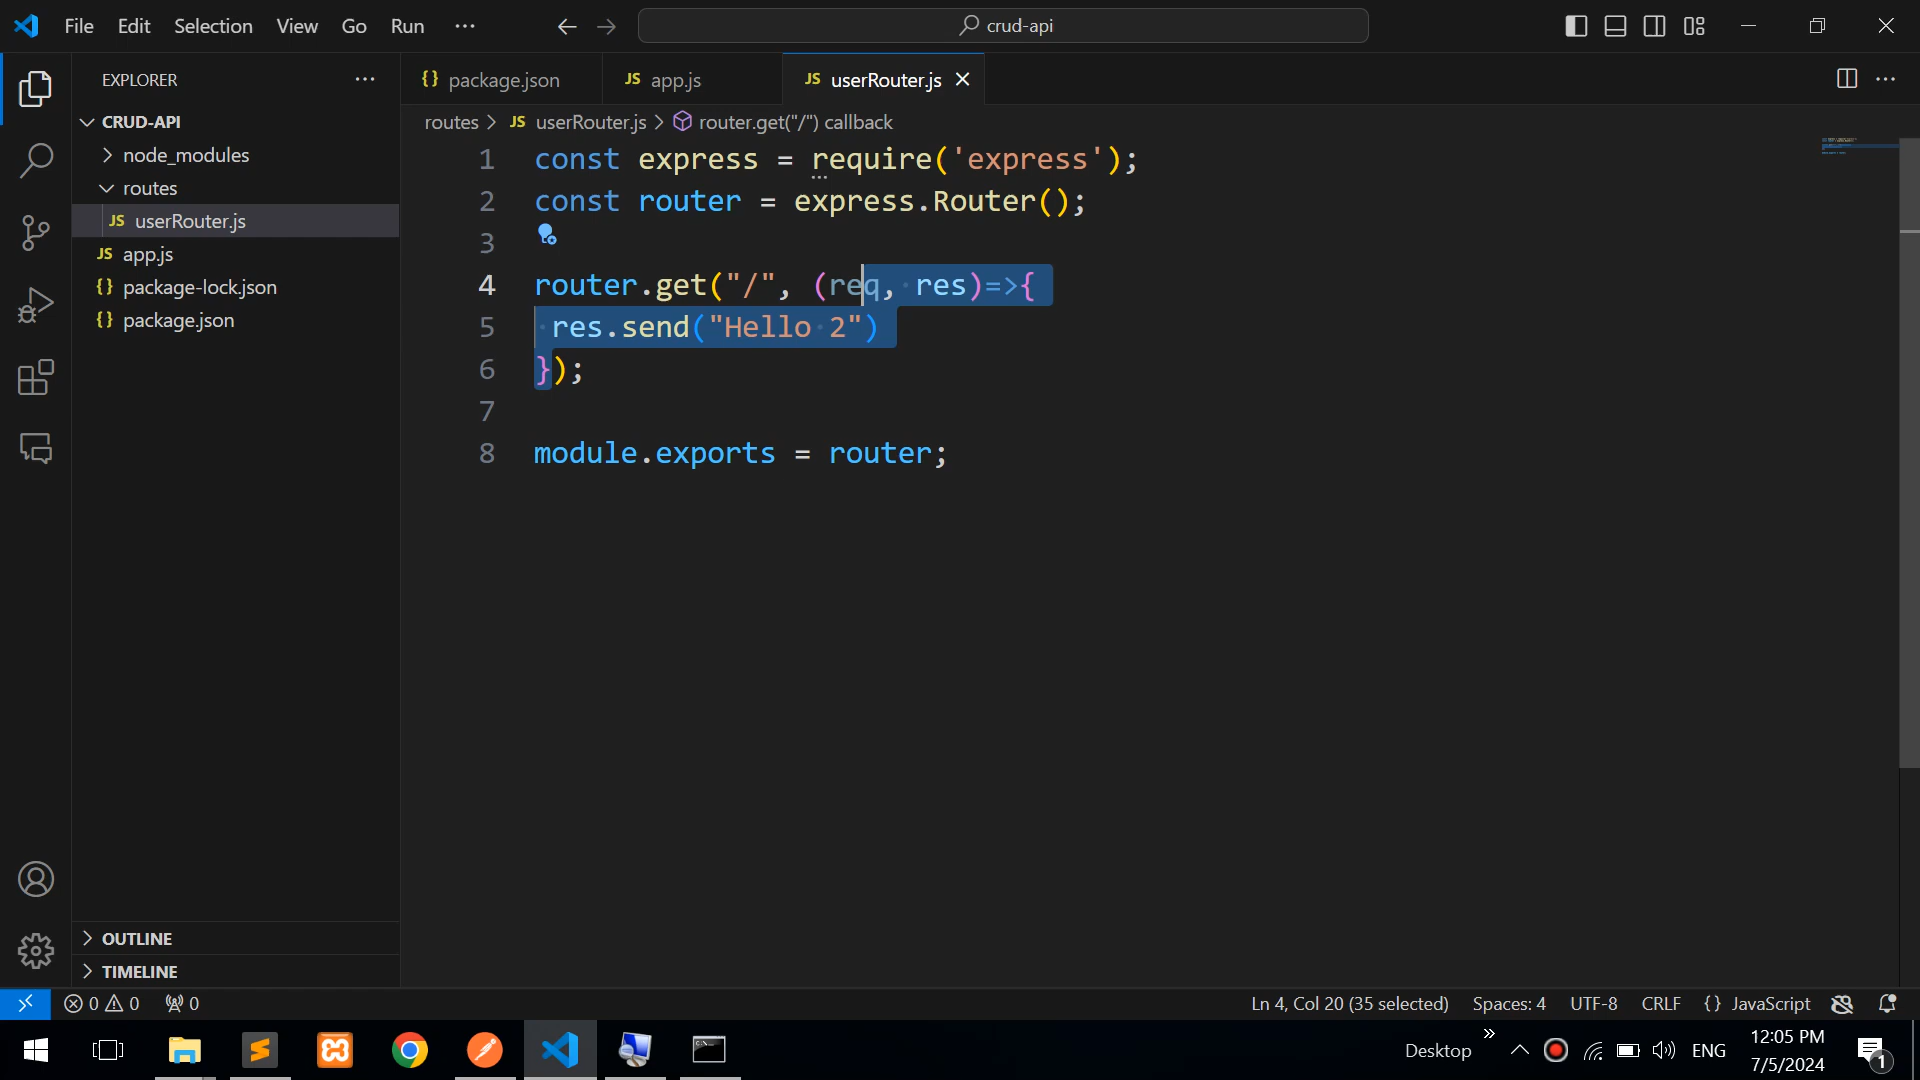 File Edit Selection View Go Run ···
crud-api
EXPLORER ···
CRUD-API
node_modules
routes
JS userRouter.js
JS app.js
{} package-lock.json
{} package.json
OUTLINE
TIMELINE
{} package.json
JS app.js
JS userRouter.js
routes > JS userRouter.js > router.get("/") callback
1 const express = require('express');
2 const router = express.Router();
3
4 router.get("/", (req, res)=>{
5 res.send("Hello 2")
6 });
7
8 module.exports = router;
0 0 0
Ln 4, Col 20 (35 selected) Spaces: 4 UTF-8 CRLF {} JavaScript
Desktop » ENG
12:05 PM
7/5/2024
1